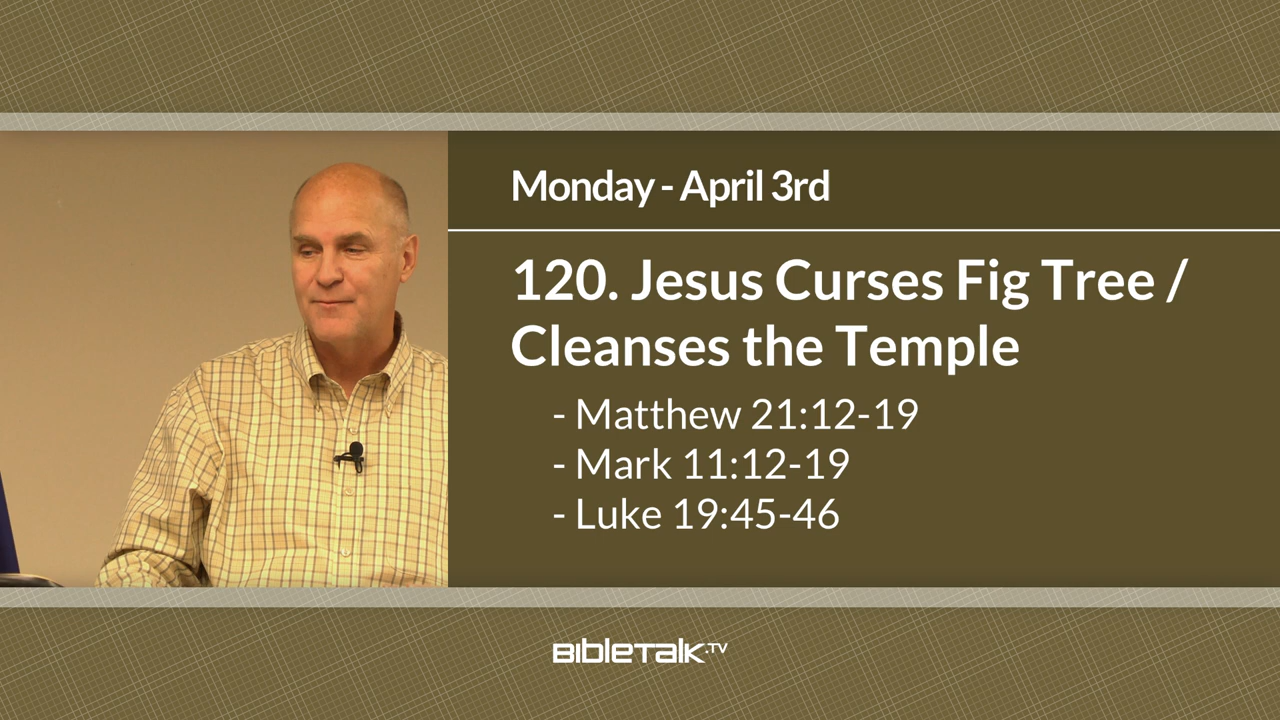 Monday - April 3rd
120. Jesus Curses Fig Tree /
Cleanses the Temple
- Matthew 21:12-19
- Mark 11:12-19
- Luke 19:45-46
BibleTalk.TV